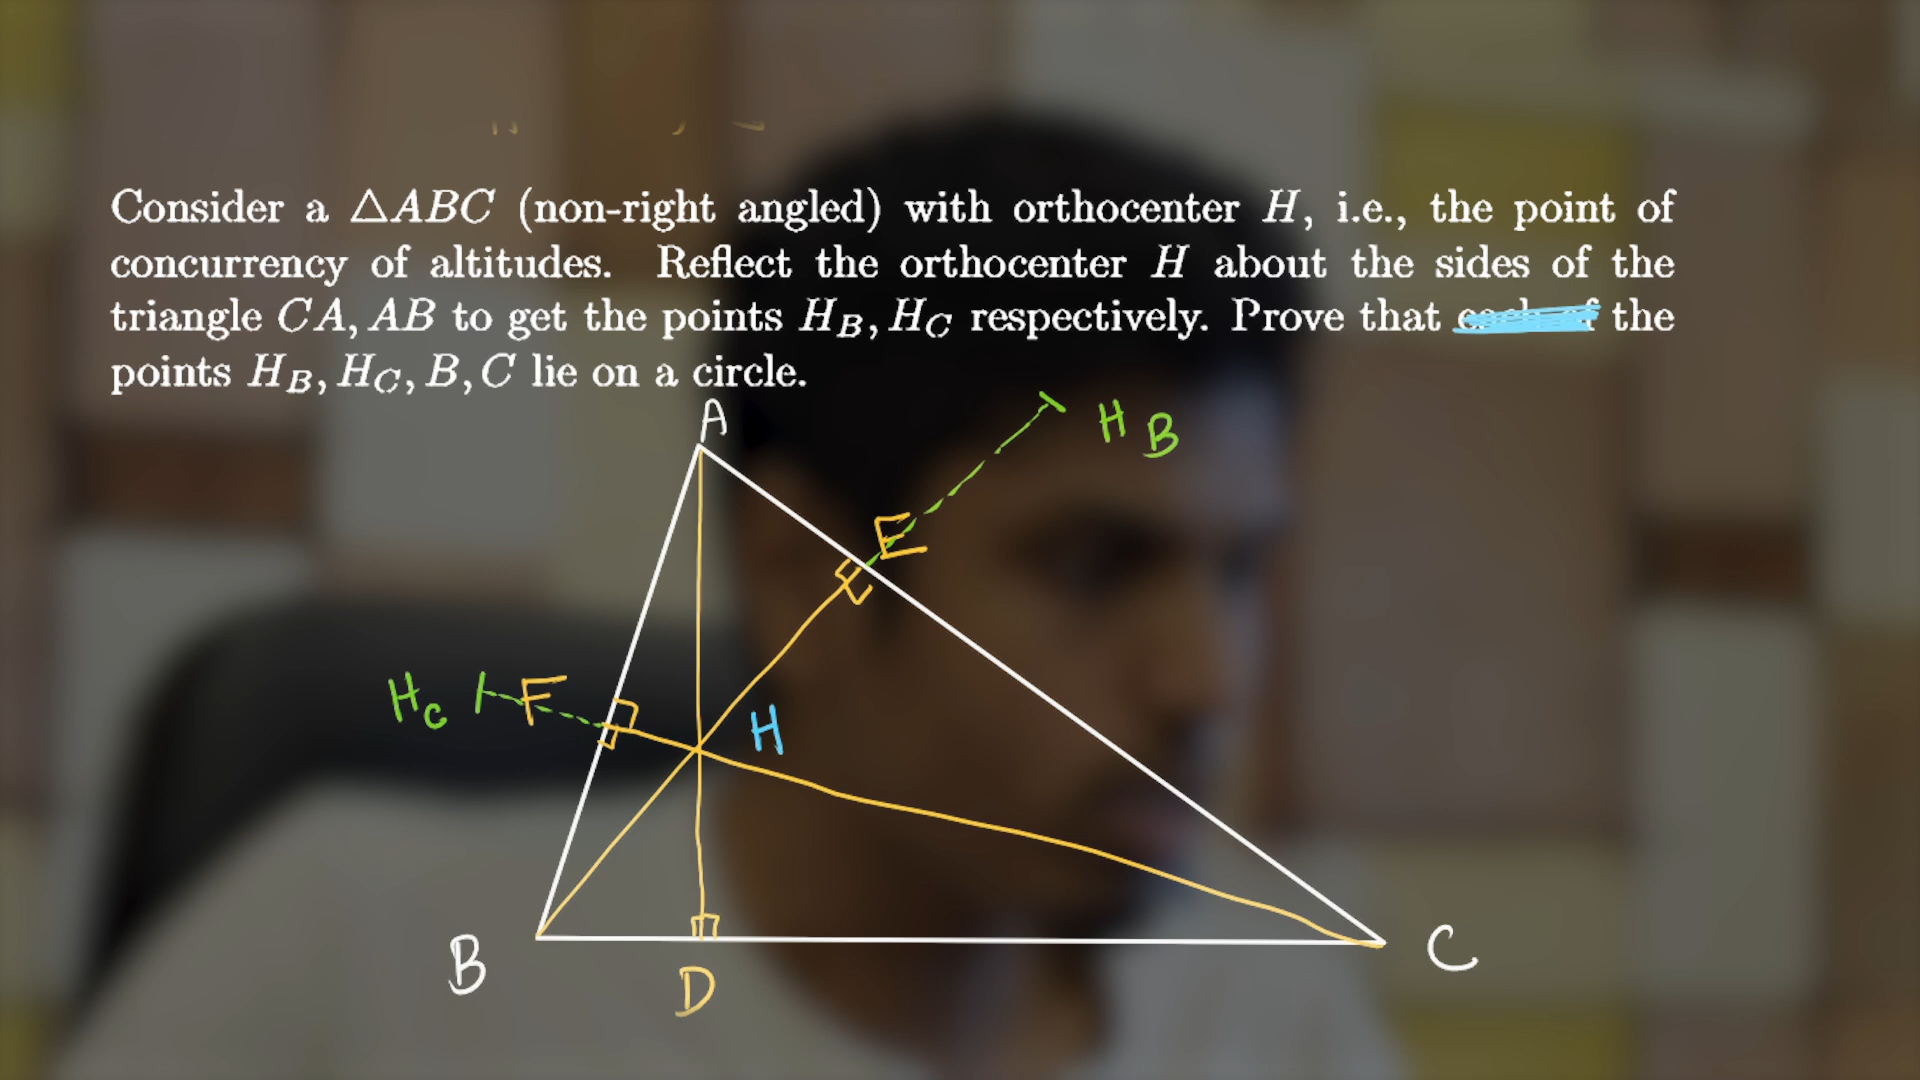 Consider a △ABC (non-right angled) with orthocenter H, i.e., the point of
concurrency of altitudes. Reflect the orthocenter H about the sides of the
triangle CA, AB to get the points H_B, H_C respectively. Prove that the
points H_B, H_C, B, C lie on a circle.
A
H_B
E
H_C F
H
B
C
D